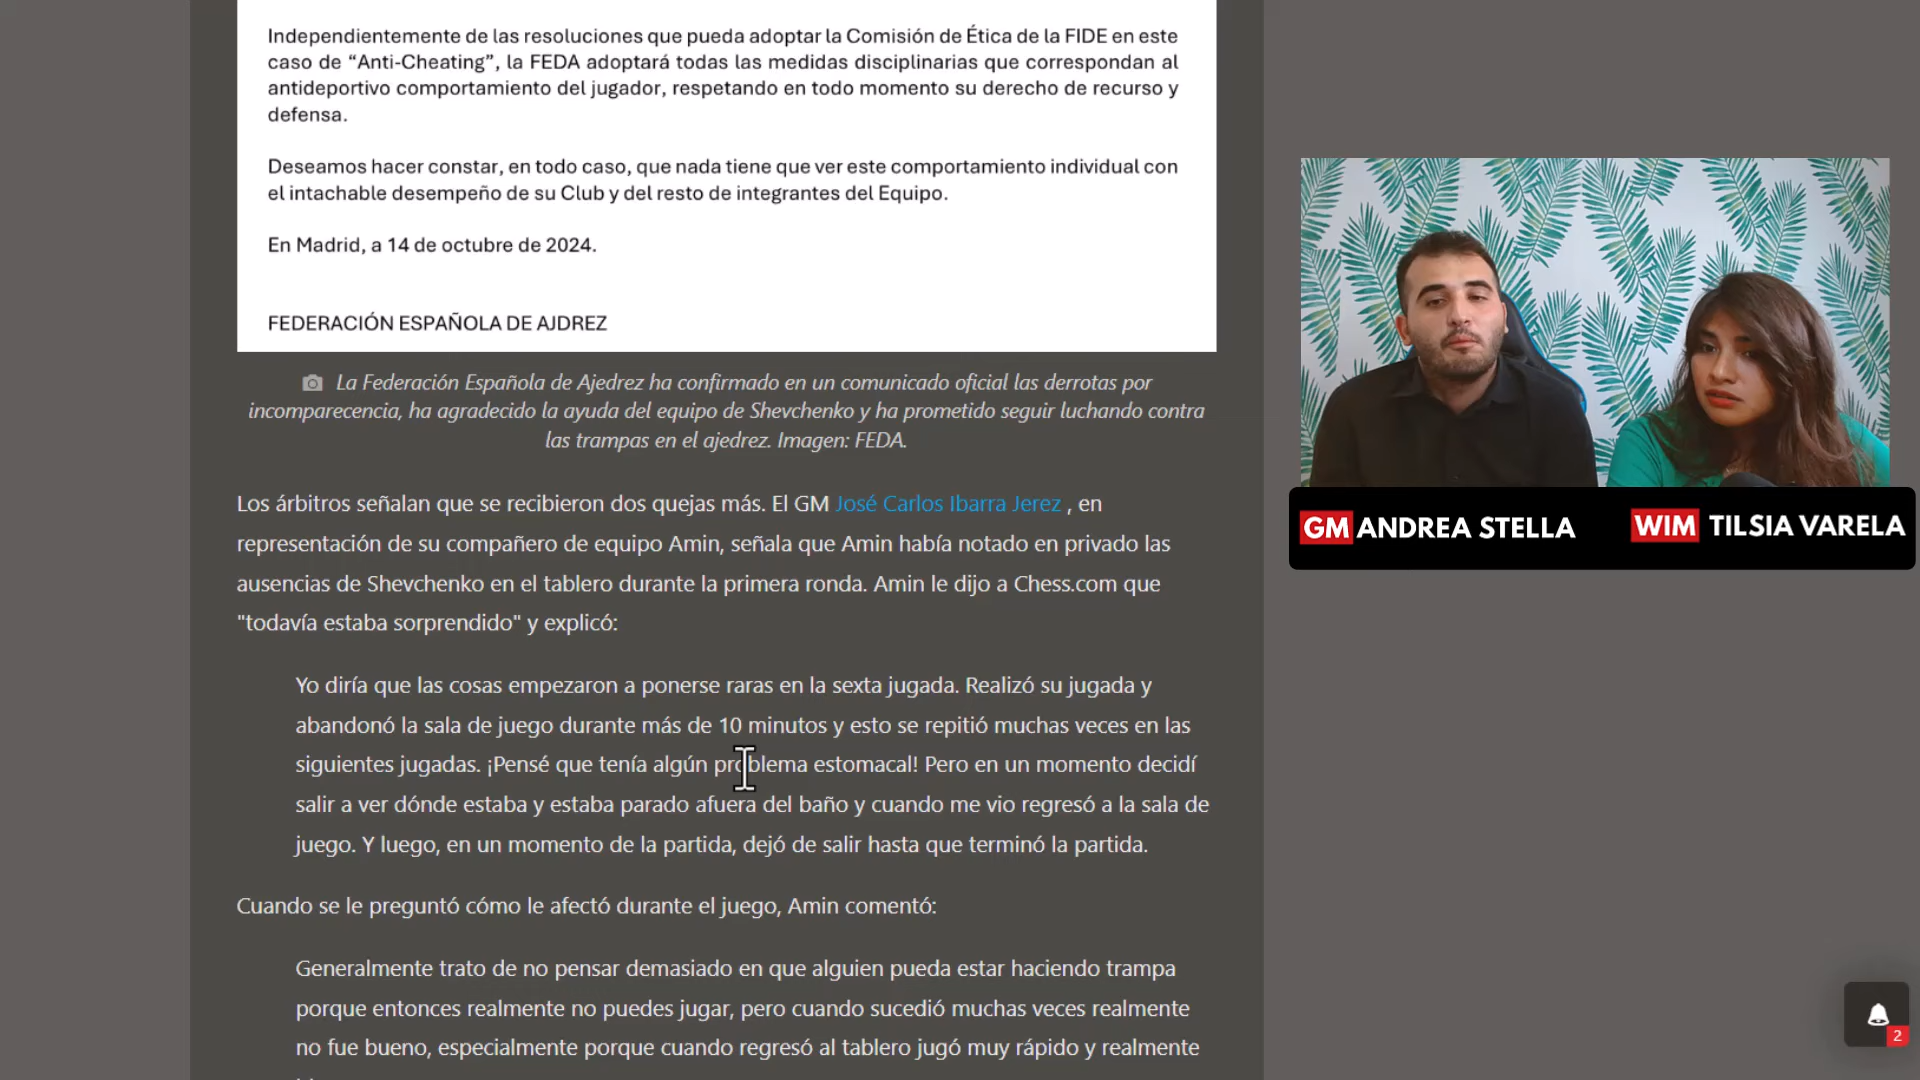 Independientemente de las resoluciones que pueda adoptar la Comisión de Ética de la FIDE en este
caso de “Anti-Cheating”, la FEDA adoptará todas las medidas disciplinarias que correspondan al
antideportivo comportamiento del jugador, respetando en todo momento su derecho de recurso y
defensa.
Deseamos hacer constar, en todo caso, que nada tiene que ver este comportamiento individual con
el intachable desempeño de su Club y del resto de integrantes del Equipo.
En Madrid, a 14 de octubre de 2024.
FEDERACIÓN ESPAÑOLA DE AJDREZ
La Federación Española de Ajedrez ha confirmado en un comunicado oficial las derrotas por
incomparecencia, ha agradecido la ayuda del equipo de Shevchenko y ha prometido seguir luchando contra
las trampas en el ajedrez. Imagen: FEDA.
Los árbitros señalan que se recibieron dos quejas más. El GM José Carlos Ibarra Jerez , en
representación de su compañero de equipo Amin, señala que Amin había notado en privado las
ausencias de Shevchenko en el tablero durante la primera ronda. Amin le dijo a Chess.com que
"todavía estaba sorprendido" y explicó:
Yo diría que las cosas empezaron a ponerse raras en la sexta jugada. Realizó su jugada y
abandonó la sala de juego durante más de 10 minutos y esto se repitió muchas veces en las
siguientes jugadas. ¡Pensé que tenía algún problema estomacal! Pero en un momento decidí
salir a ver dónde estaba y estaba parado afuera del baño y cuando me vio regresó a la sala de
juego. Y luego, en un momento de la partida, dejó de salir hasta que terminó la partida.
Cuando se le preguntó cómo le afectó durante el juego, Amin comentó:
Generalmente trato de no pensar demasiado en que alguien pueda estar haciendo trampa
porque entonces realmente no puedes jugar, pero cuando sucedió muchas veces realmente
no fue bueno, especialmente porque cuando regresó al tablero jugó muy rápido y realmente
GM ANDREA STELLA
WIM TILSIA VARELA
2